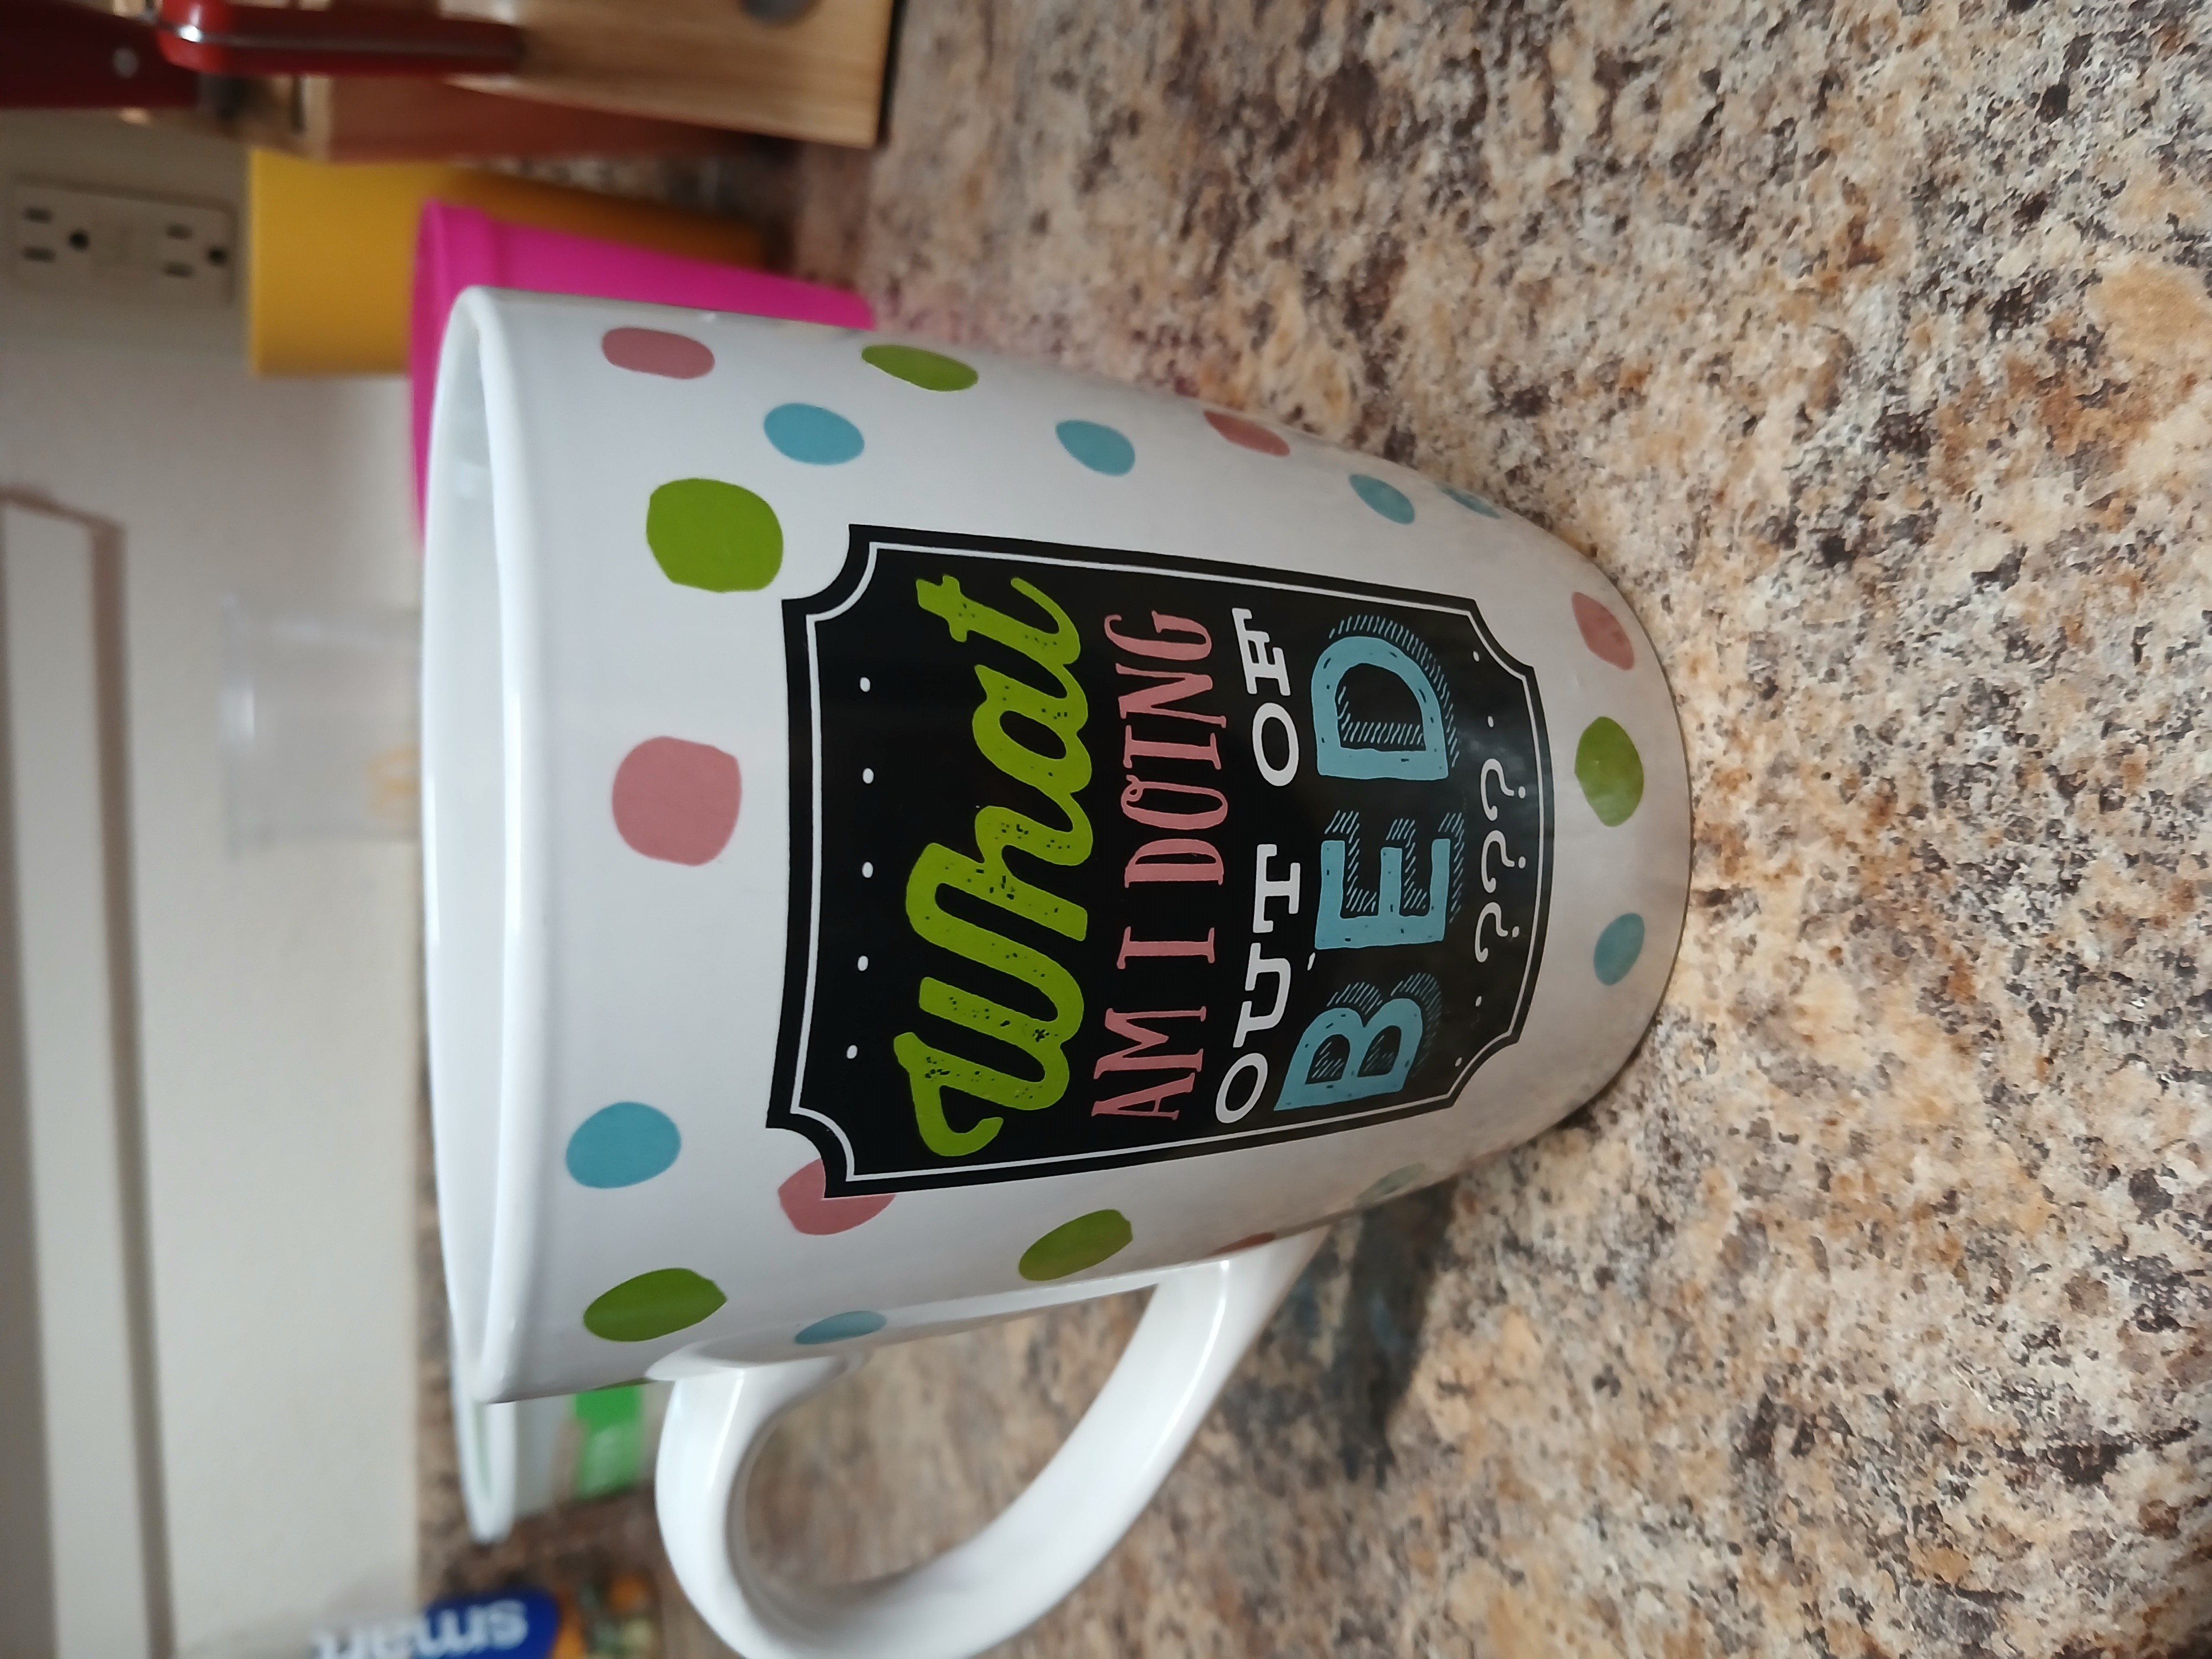 What
AM I DOING
OUT OF
BED
???
smart